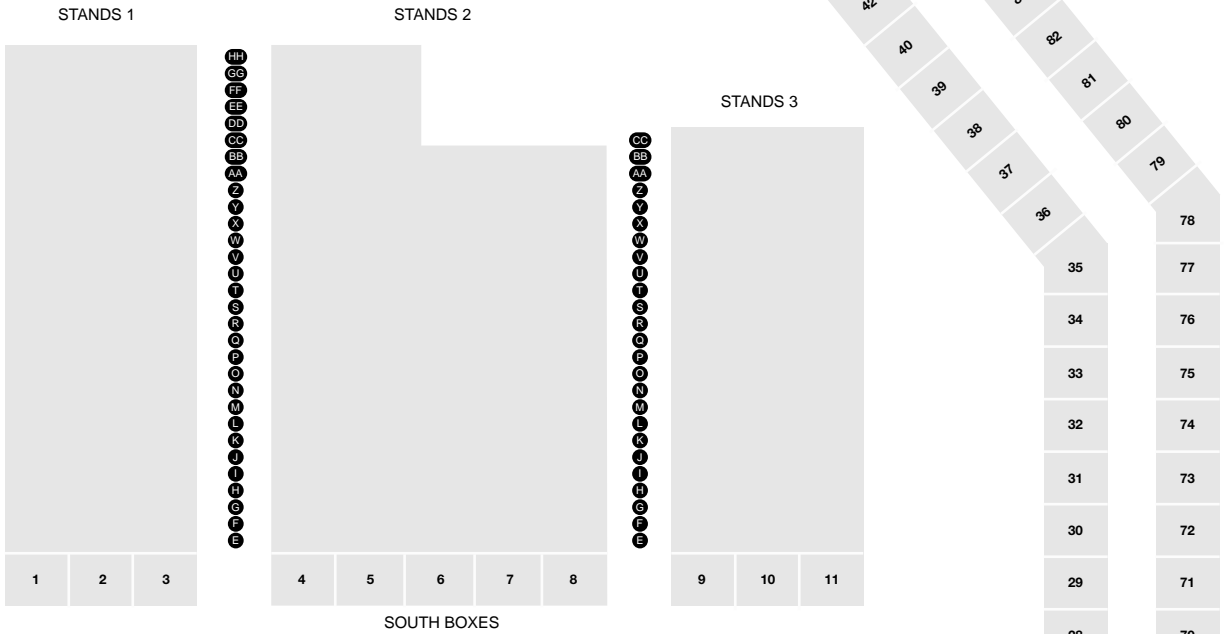 STANDS 1
STANDS 2
STANDS 3
HH
GG
FF
EE
DD
CC
BB
AA
Z
Y
X
W
V
U
T
S
R
Q
P
O
N
M
L
K
J
I
H
G
F
E
CC
BB
AA
Z
Y
X
W
V
U
T
S
R
Q
P
O
N
M
L
K
J
I
H
G
F
E
1 2 3
4 5 6 7 8
9 10 11
SOUTH BOXES
42
40
39
38
37
36
35
34
33
32
31
30
29
82
81
80
79
78
77
76
75
74
73
72
71